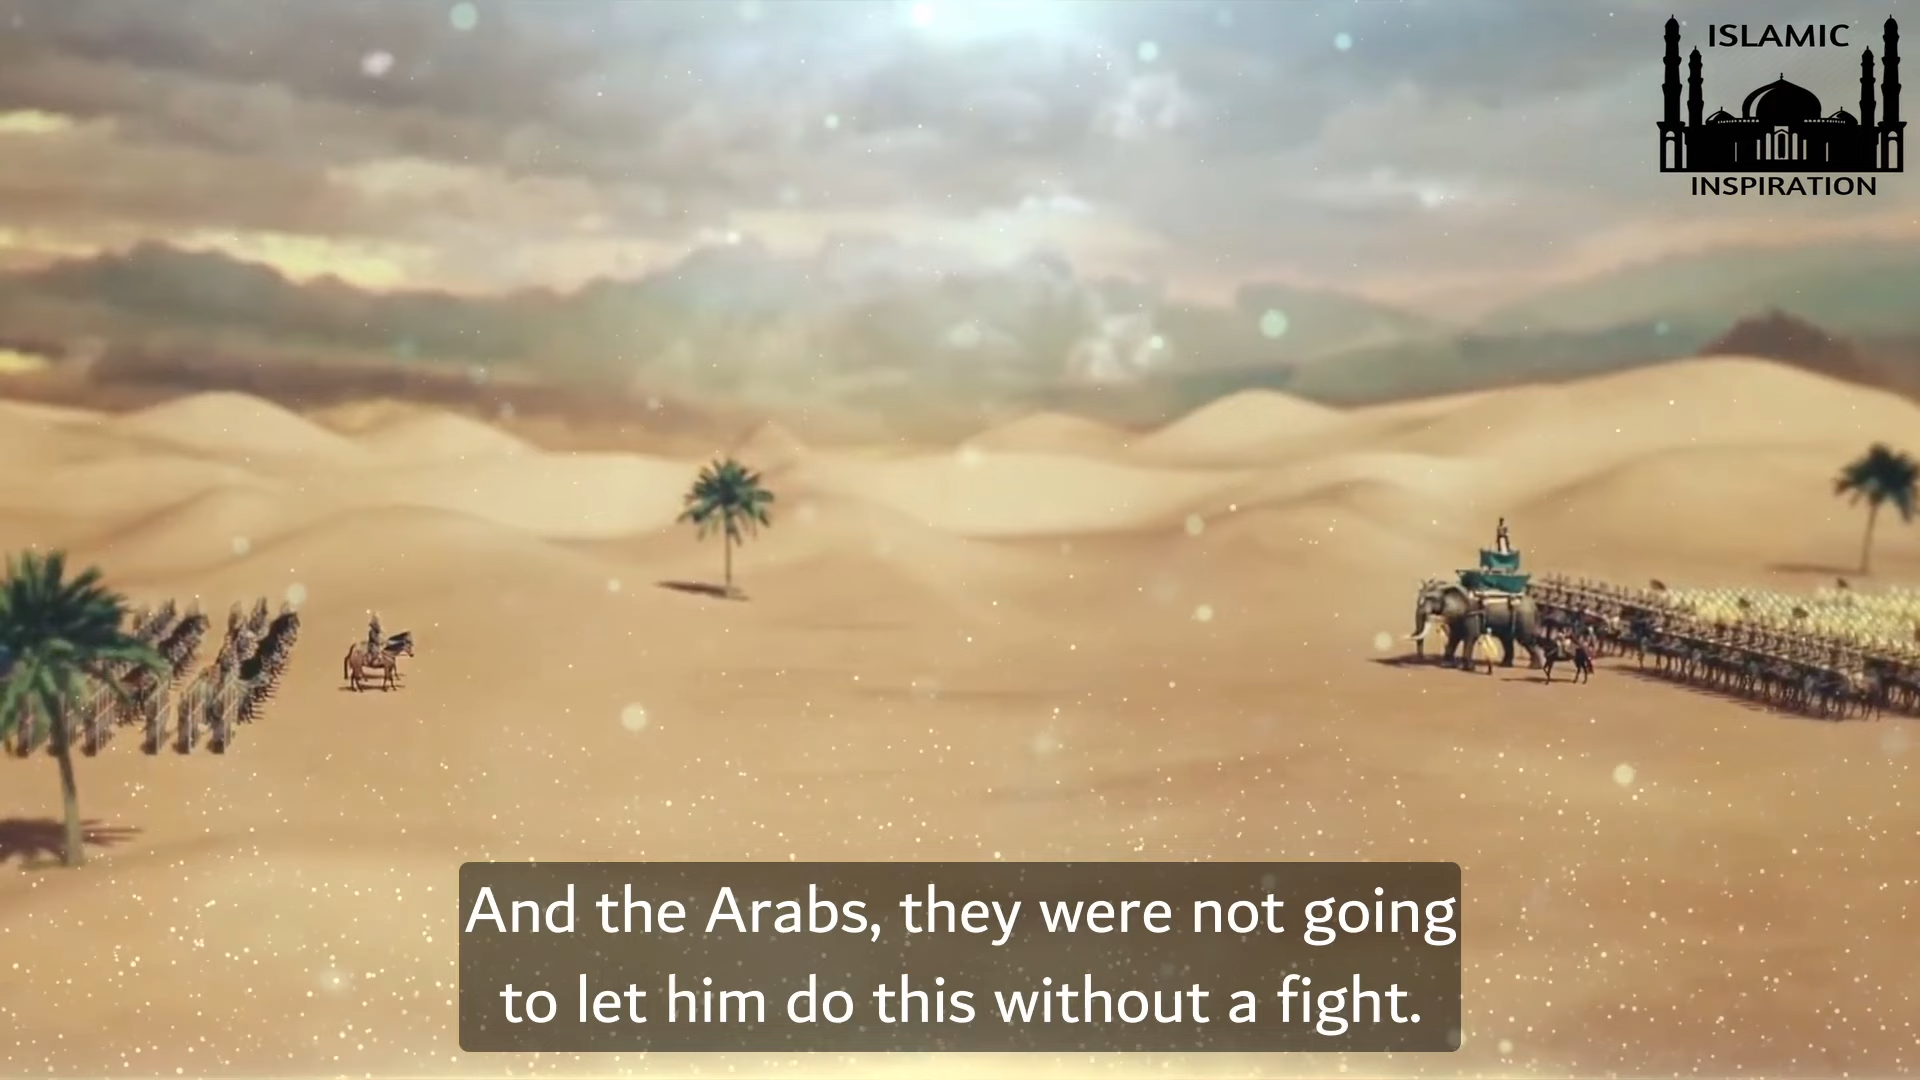 ISLAMIC
INSPIRATION
And the Arabs, they were not going
to let him do this without a fight.